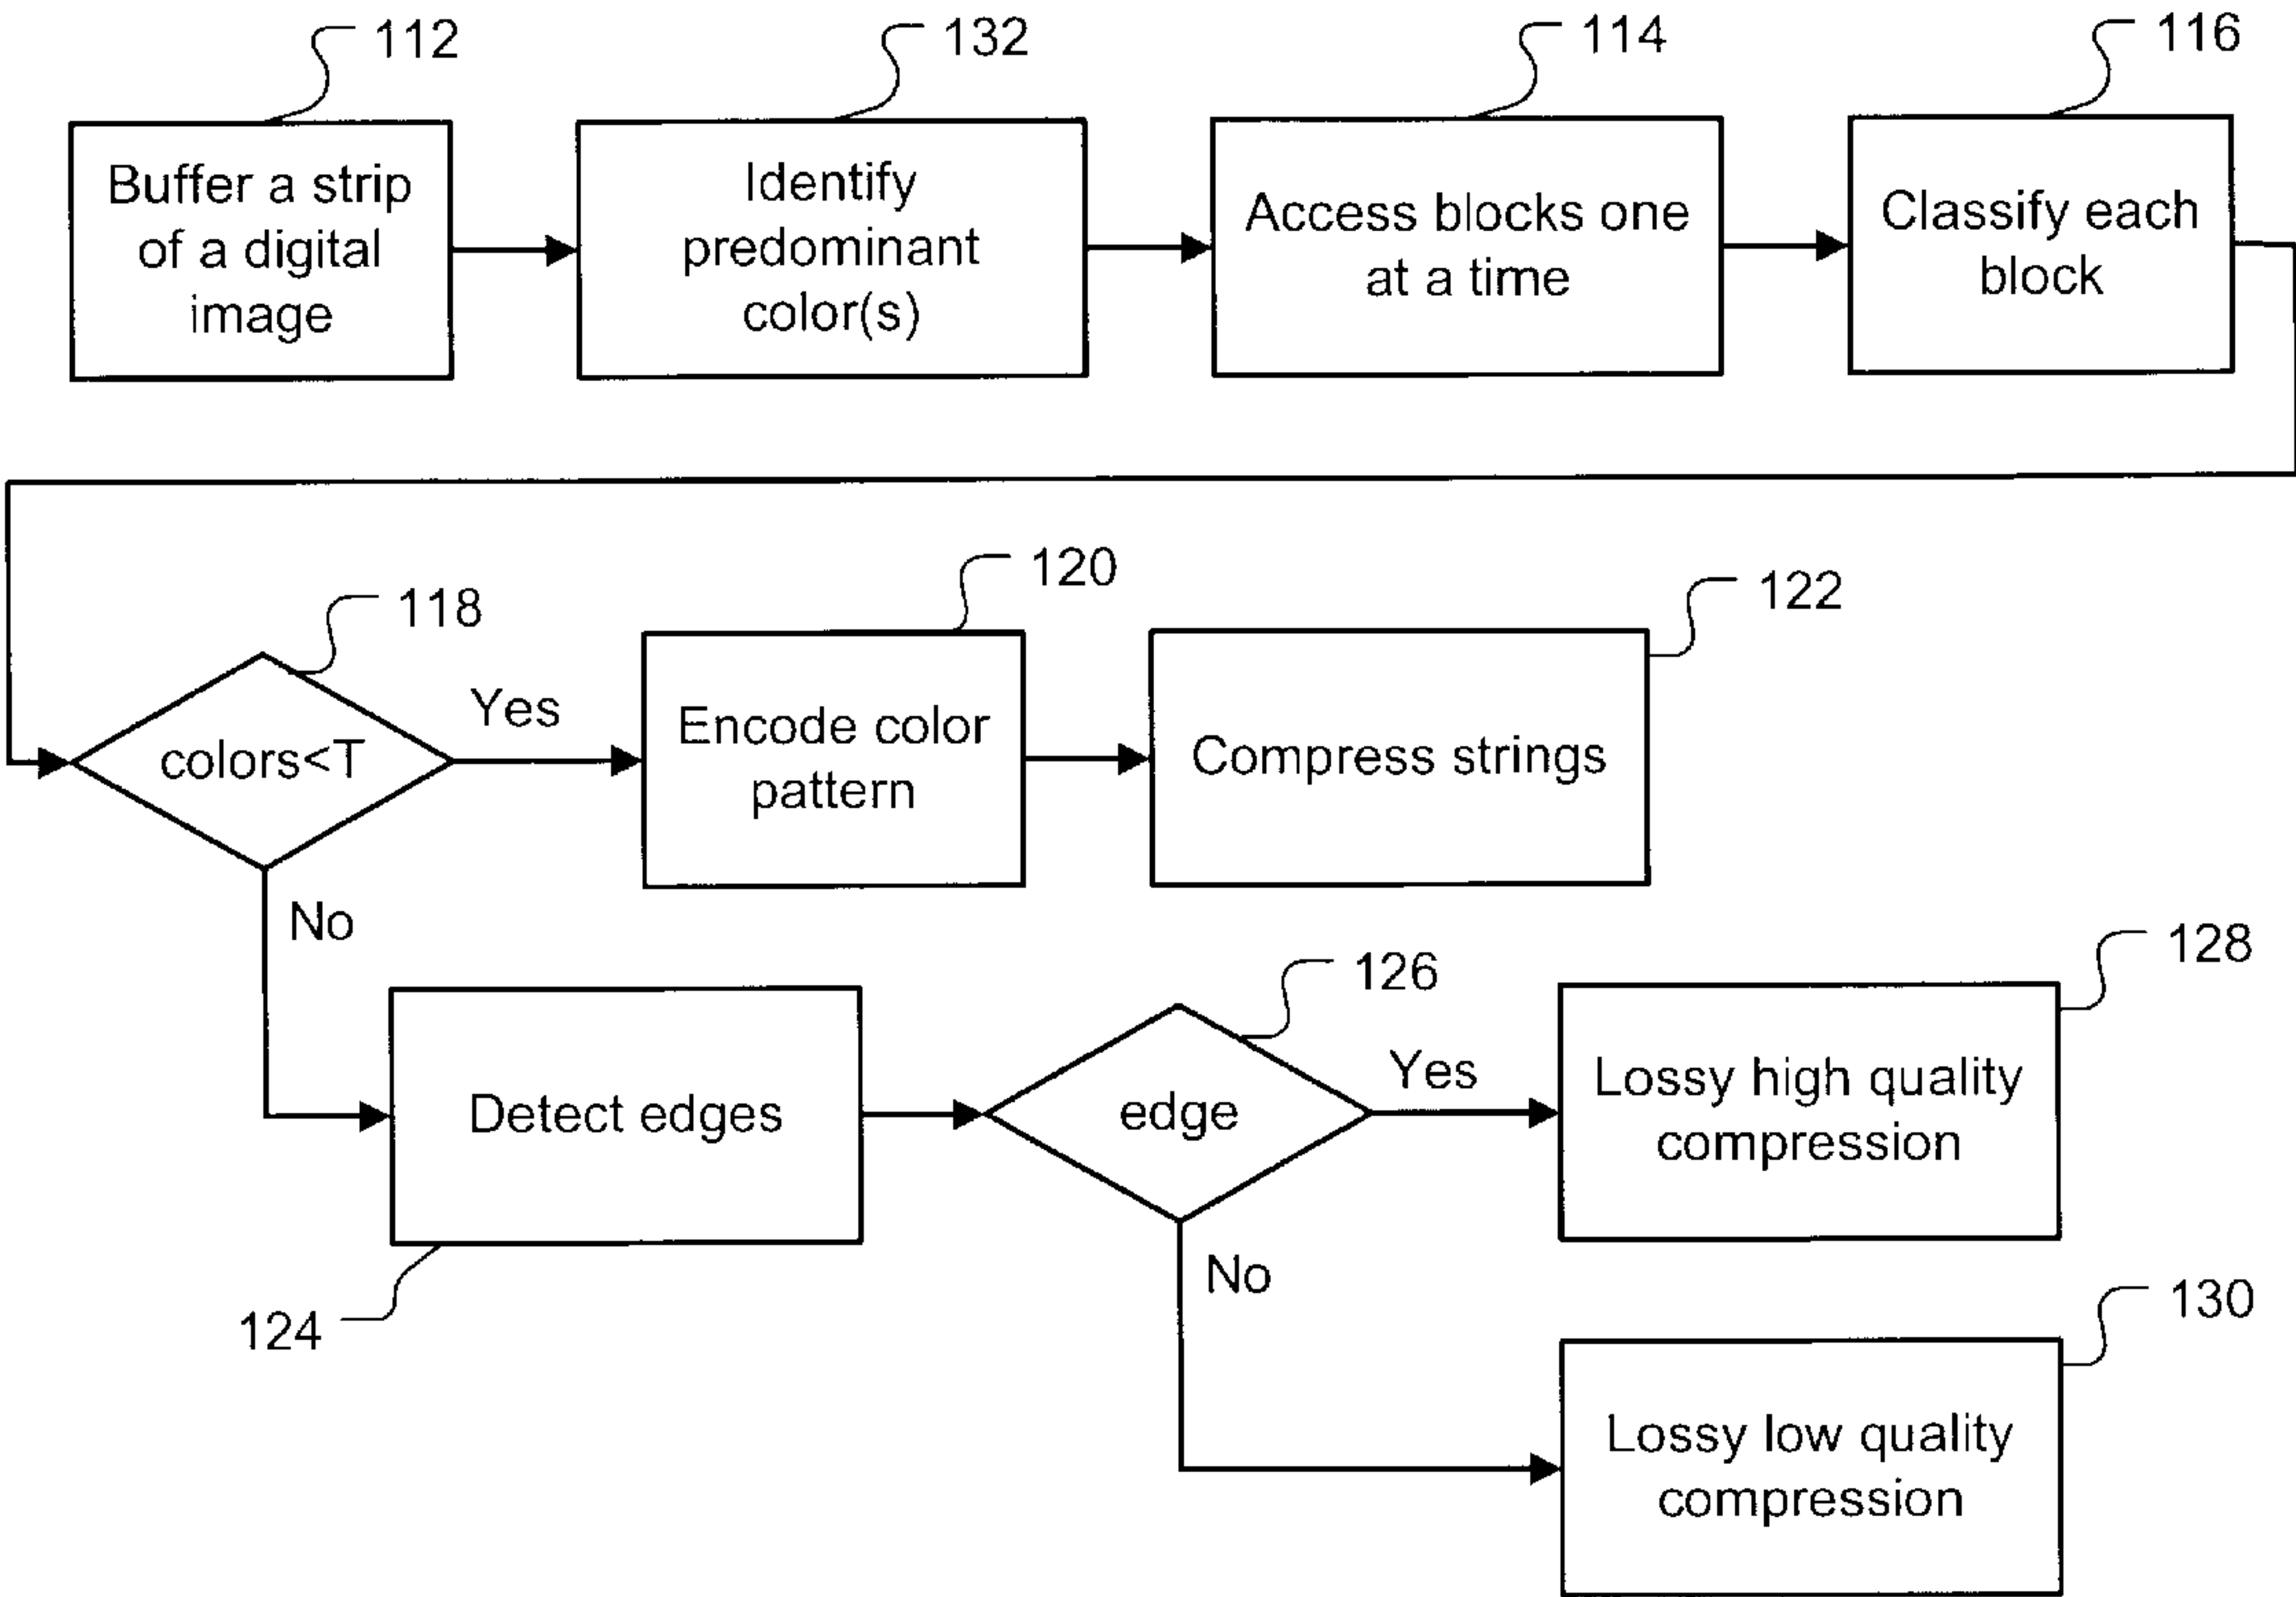 112
132
114
116
Buffer a strip
of a digital
image
Identify
predominant
color(s)
Access blocks one
at a time
Classify each
block
118
120
122
colors<T
Yes
No
Encode color
pattern
Compress strings
124
126
128
130
Detect edges
edge
Yes
No
Lossy high quality
compression
Lossy low quality
compression